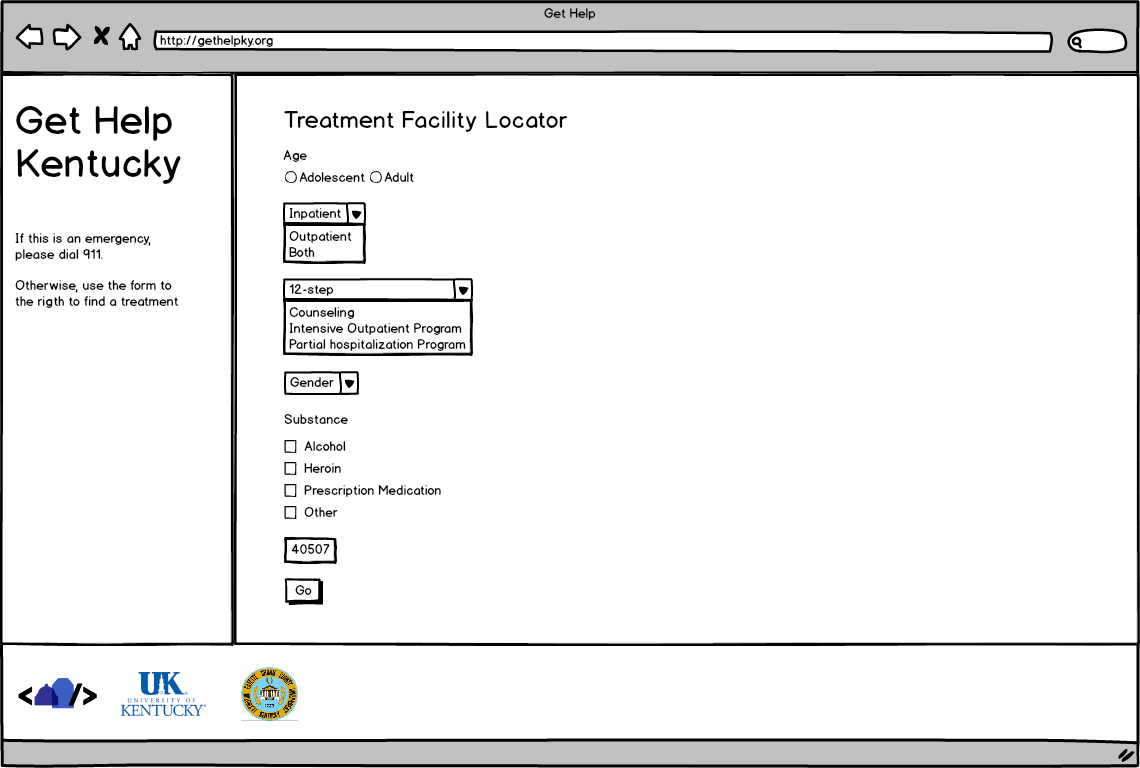 Get Help
http://gethelpky.org
Get Help
Kentucky
If this is an emergency,
please dial 911.
Otherwise, use the form to
the rigth to find a treatment
Treatment Facility Locator
Age
Adolescent Adult
Inpatient
Outpatient
Both
12-step
Counseling
Intensive Outpatient Program
Partial hospitalization Program
Gender
Substance
Alcohol
Heroin
Prescription Medication
Other
40507
Go
</>
UK
UNIVERSITY OF
KENTUCKY